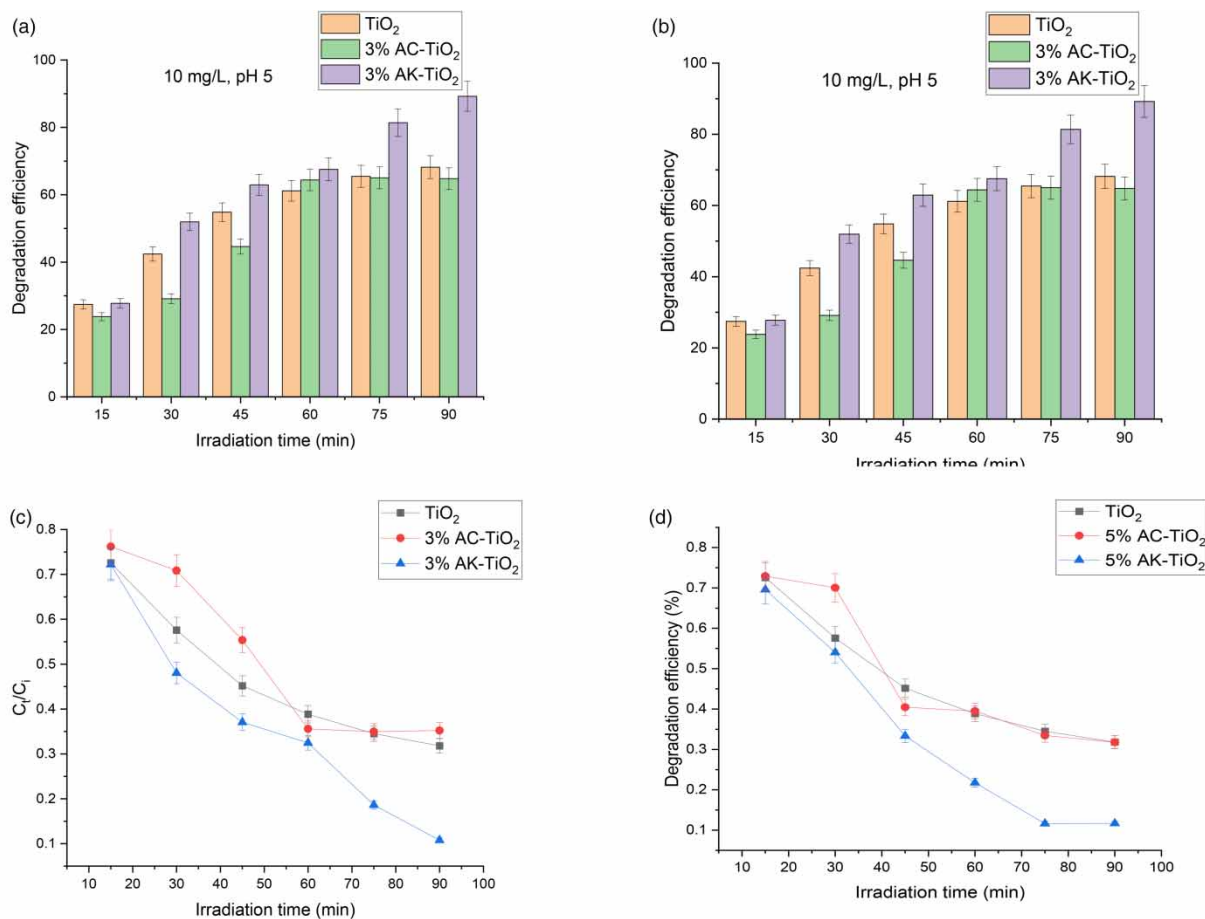 (a)
TiO₂
3% AC-TiO₂
3% AK-TiO₂
10 mg/L, pH 5
Degradation efficiency
100
80
60
40
20
0
15 30 45 60 75 90
Irradiation time (min)
(b)
TiO₂
3% AC-TiO₂
3% AK-TiO₂
10 mg/L, pH 5
Degradation efficiency
100
80
60
40
20
0
15 30 45 60 75 90
Irradiation time (min)
(c)
TiO₂
3% AC-TiO₂
3% AK-TiO₂
Cₜ/Cᵢ
0.8
0.7
0.6
0.5
0.4
0.3
0.2
0.1
10 20 30 40 50 60 70 80 90 100
Irradiation time (min)
(d)
TiO₂
5% AC-TiO₂
5% AK-TiO₂
Degradation efficiency (%)
0.8
0.7
0.6
0.5
0.4
0.3
0.2
0.1
10 20 30 40 50 60 70 80 90 100
Irradiation time (min)